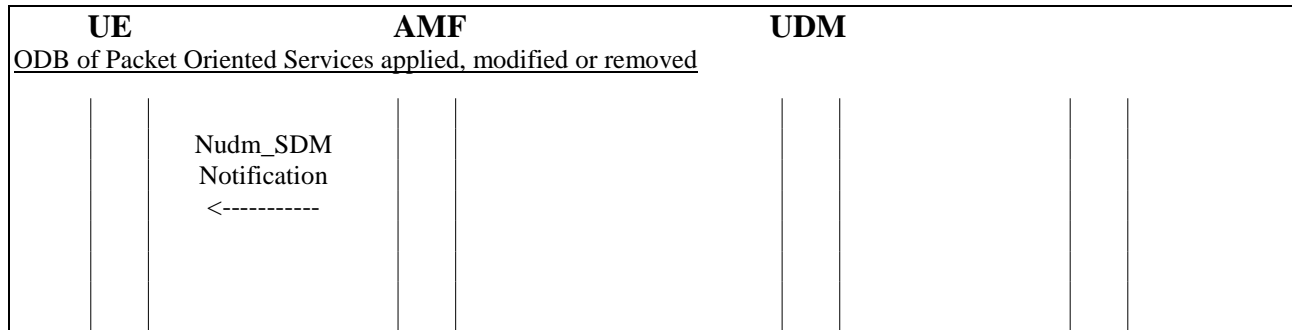 UE AMF UDM
ODB of Packet Oriented Services applied, modified or removed
Nudm_SDM
Notification
<-----------